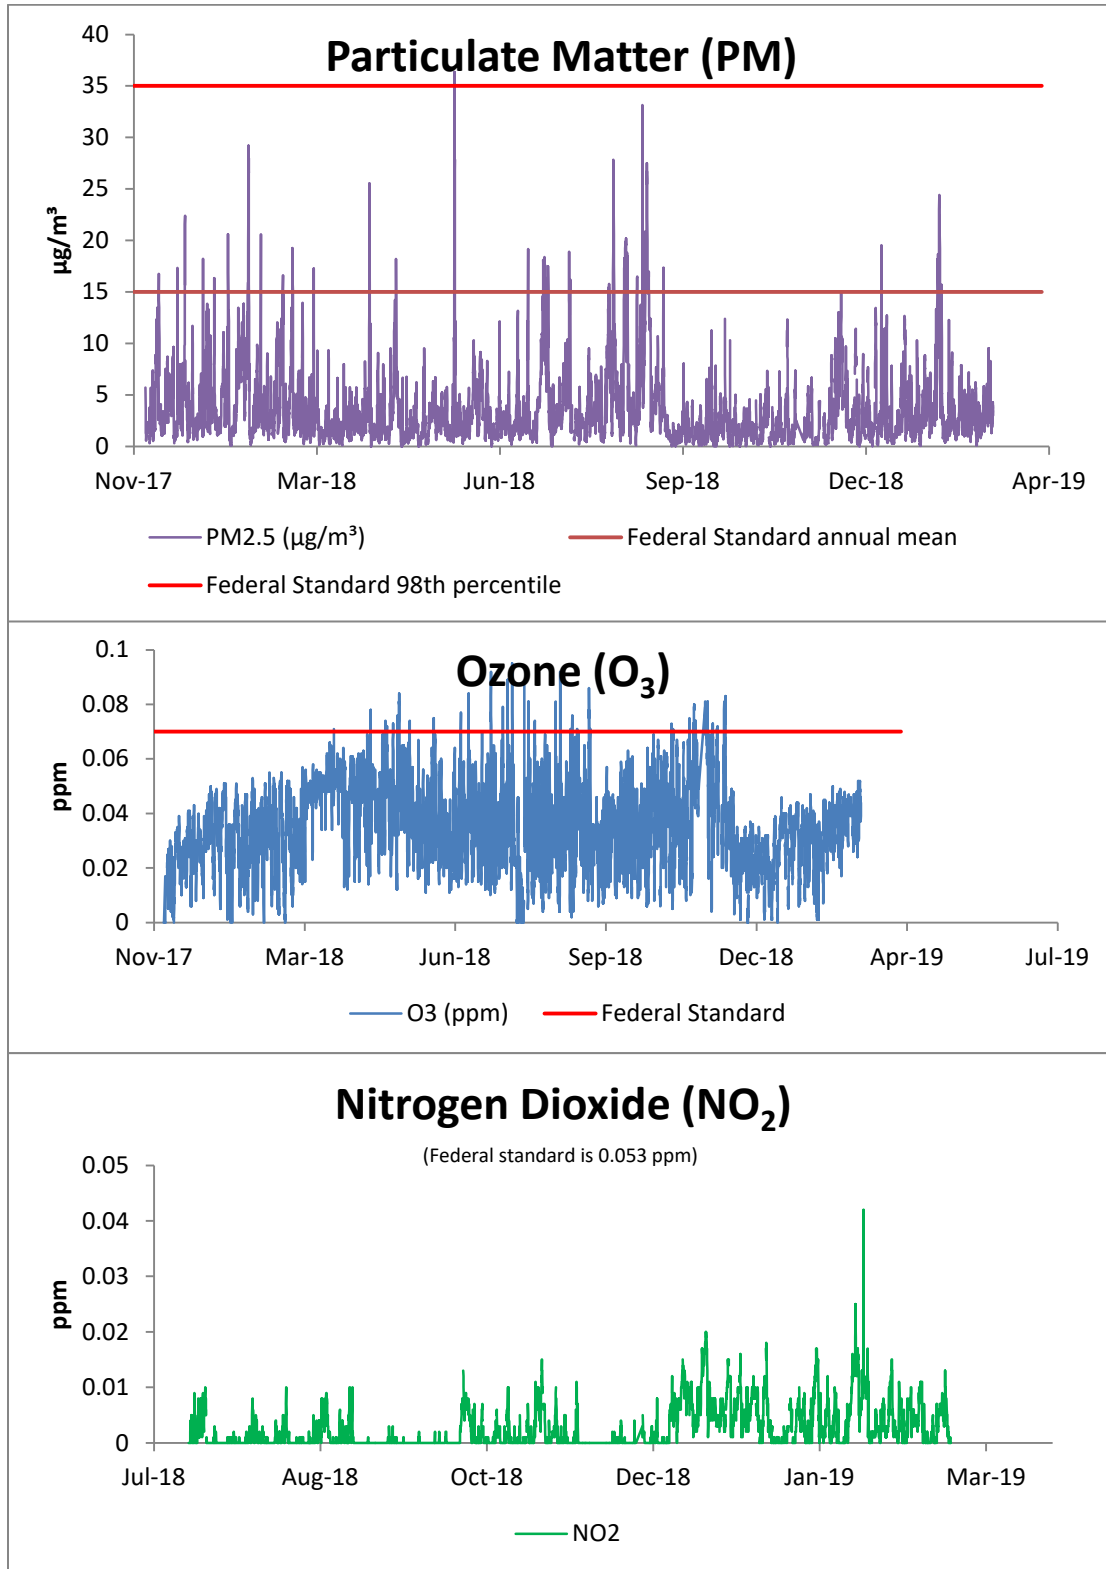 Particulate Matter (PM)
40
35
30
25
20
15
10
5
0
µg/m³
Nov-17 Mar-18 Jun-18 Sep-18 Dec-18 Apr-19
PM2.5 (µg/m³) Federal Standard annual mean
Federal Standard 98th percentile
Ozone (O₃)
0.1
0.08
0.06
0.04
0.02
0
ppm
Nov-17 Mar-18 Jun-18 Sep-18 Dec-18 Apr-19 Jul-19
O3 (ppm) Federal Standard
Nitrogen Dioxide (NO₂)
(Federal standard is 0.053 ppm)
0.05
0.04
0.03
0.02
0.01
0
ppm
Jul-18 Aug-18 Oct-18 Dec-18 Jan-19 Mar-19
NO2